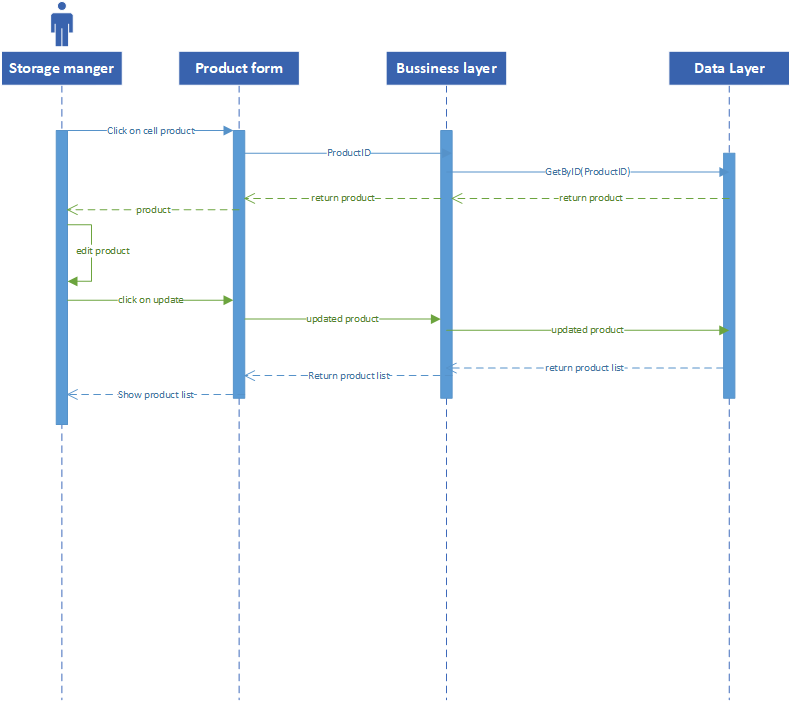 Storage manger
Product form
Bussiness layer
Data Layer
Click on cell product
ProductID
GetByID(ProductID)
return product
return product
product
edit product
click on update
updated product
updated product
return product list
Return product list
Show product list